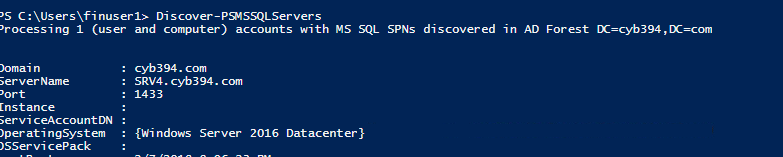 PS C:\Users\finuser1> Discover-PSMSSQLServers
Processing 1 (user and computer) accounts with MS SQL SPNs discovered in AD Forest DC=cyb394,DC=com
Domain : cyb394.com
ServerName : SRV4.cyb394.com
Port : 1433
Instance :
ServiceAccountDN :
OperatingSystem : {Windows Server 2016 Datacenter}
OSServicePack :